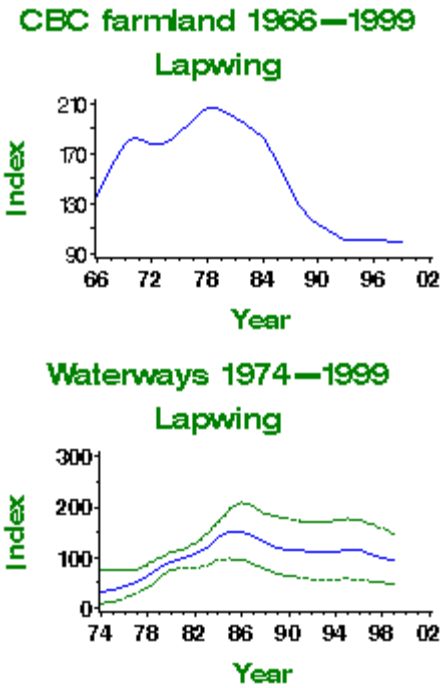 CBC farmland 1966—1999
Lapwing
Index
210
170
130
90
66 72 78 84 90 96 02
Year
Waterways 1974—1999
Lapwing
Index
300
200
100
0
74 78 82 86 90 94 98 02
Year